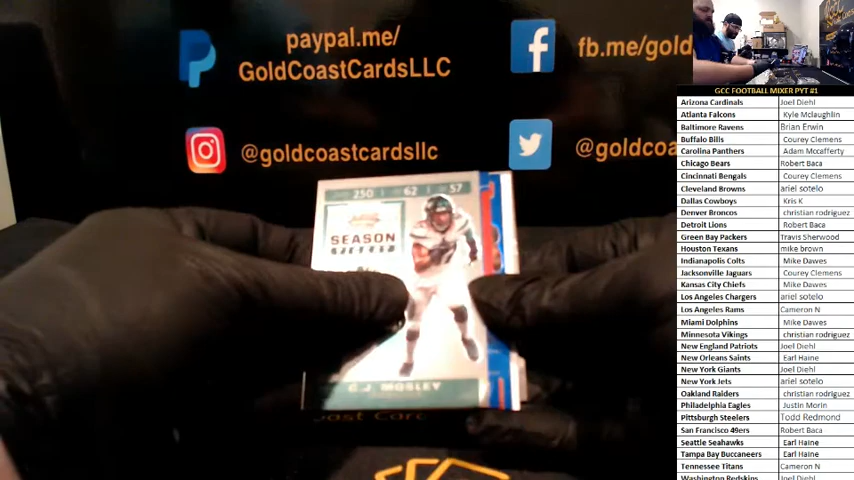 paypal.me/
GoldCoastCardsLLC
fb.me/gold
@goldcoastcardsllc
@goldcoa
250 62 57
SEASON
TICKET
C.J. MOSLEY
GCC FOOTBALL MIXER PYT #1
Arizona Cardinals Joel Diehl
Atlanta Falcons Kyle Mclaughlin
Baltimore Ravens Brian Erwin
Buffalo Bills Courey Clemens
Carolina Panthers Adam Mccafferty
Chicago Bears Robert Baca
Cincinnati Bengals Courey Clemens
Cleveland Browns ariel sotelo
Dallas Cowboys Kris K
Denver Broncos christian rodriguez
Detroit Lions Robert Baca
Green Bay Packers Travis Sherwood
Houston Texans mike brown
Indianapolis Colts Mike Dawes
Jacksonville Jaguars Courey Clemens
Kansas City Chiefs Mike Dawes
Los Angeles Chargers ariel sotelo
Los Angeles Rams Cameron N
Miami Dolphins Mike Dawes
Minnesota Vikings christian rodriguez
New England Patriots Joel Diehl
New Orleans Saints Earl Haine
New York Giants Joel Diehl
New York Jets ariel sotelo
Oakland Raiders christian rodriguez
Philadelphia Eagles Justin Morin
Pittsburgh Steelers Todd Redmond
San Francisco 49ers Robert Baca
Seattle Seahawks Earl Haine
Tampa Bay Buccaneers Earl Haine
Tennessee Titans Cameron N
Washington Redskins Joel Diehl